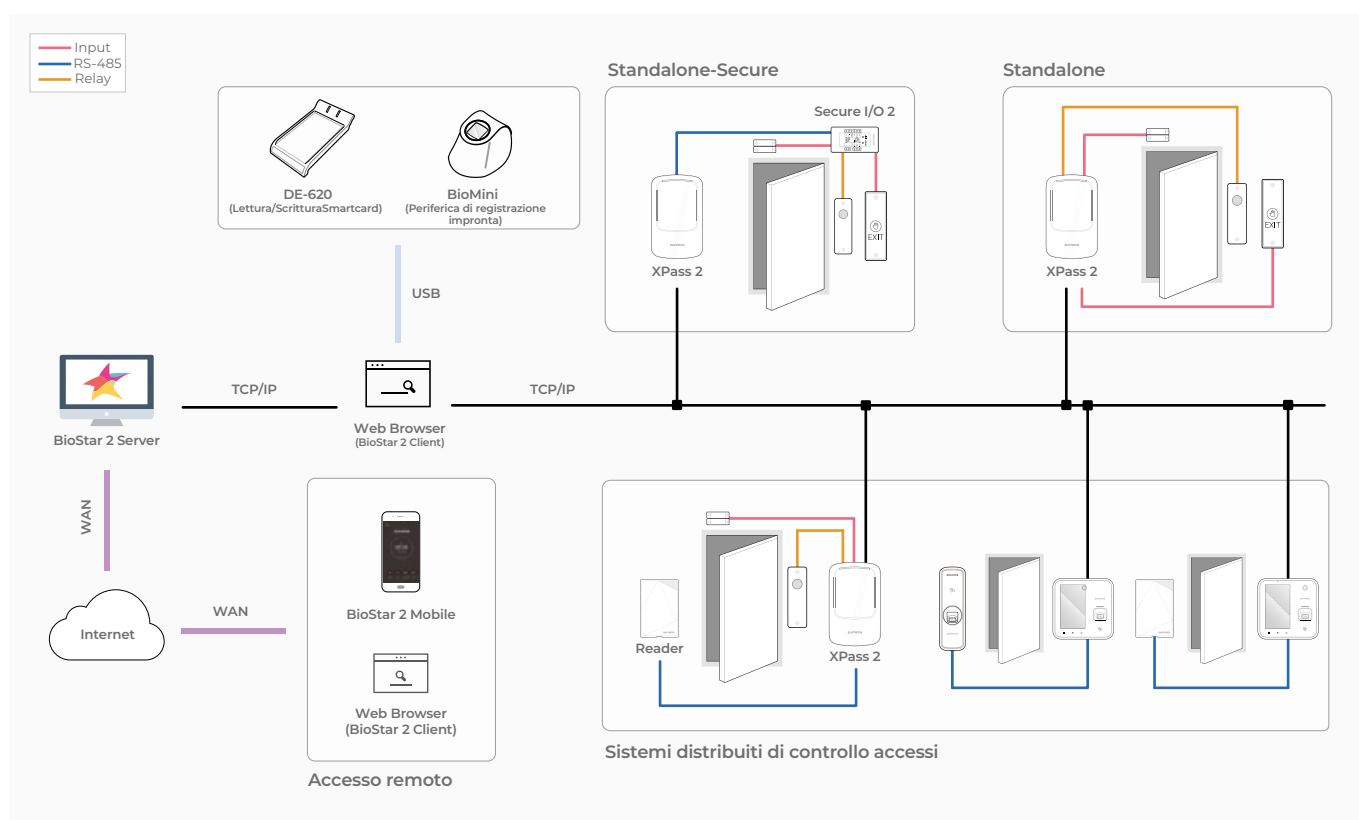 Input
RS-485
Relay
DE-620
(Lettura/ScritturaSmartcard)
BioMini
(Periferica di registrazione
impronta)
USB
Standalone-Secure
Secure I/O 2
EXIT
XPass 2
Standalone
EXIT
XPass 2
BioStar 2 Server
TCP/IP
Web Browser
(BioStar 2 Client)
TCP/IP
WAN
Internet
WAN
BioStar 2 Mobile
Web Browser
(BioStar 2 Client)
Accesso remoto
Reader
XPass 2
Sistemi distribuiti di controllo accessi